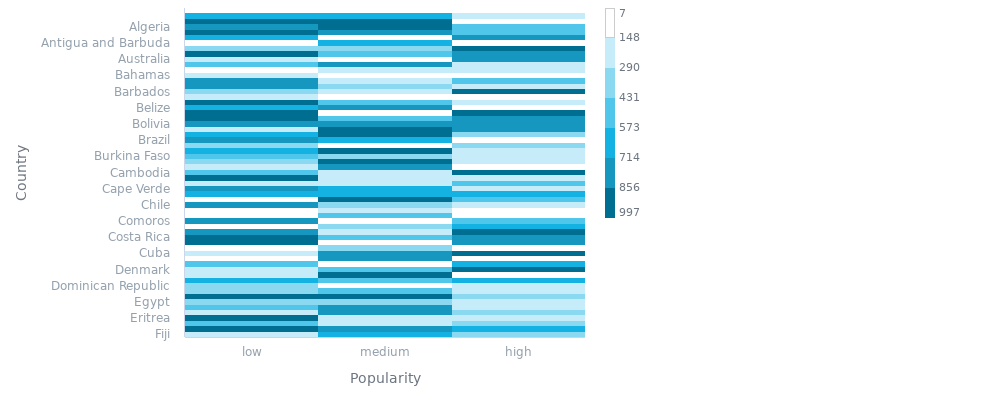 Country
Algeria
Antigua and Barbuda
Australia
Bahamas
Barbados
Belize
Bolivia
Brazil
Burkina Faso
Cambodia
Cape Verde
Chile
Comoros
Costa Rica
Cuba
Denmark
Dominican Republic
Egypt
Eritrea
Fiji
low medium high
Popularity
7
148
290
431
573
714
856
997